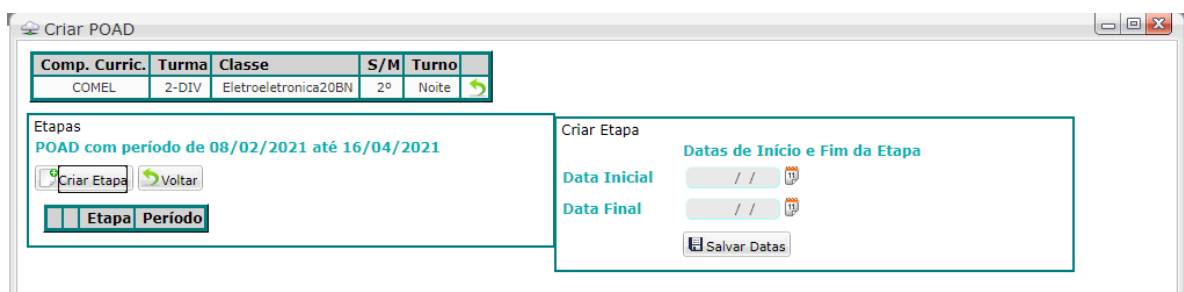 Criar POAD
Comp. Curric. Turma Classe S/M Turno
COMEL 2-DIV Eletroeletronica20BN 2º Noite
Etapas
POAD com período de 08/02/2021 até 16/04/2021
Criar Etapa Voltar
Etapa Período
Criar Etapa
Datas de Início e Fim da Etapa
Data Inicial / / 11
Data Final / / 11
Salvar Datas